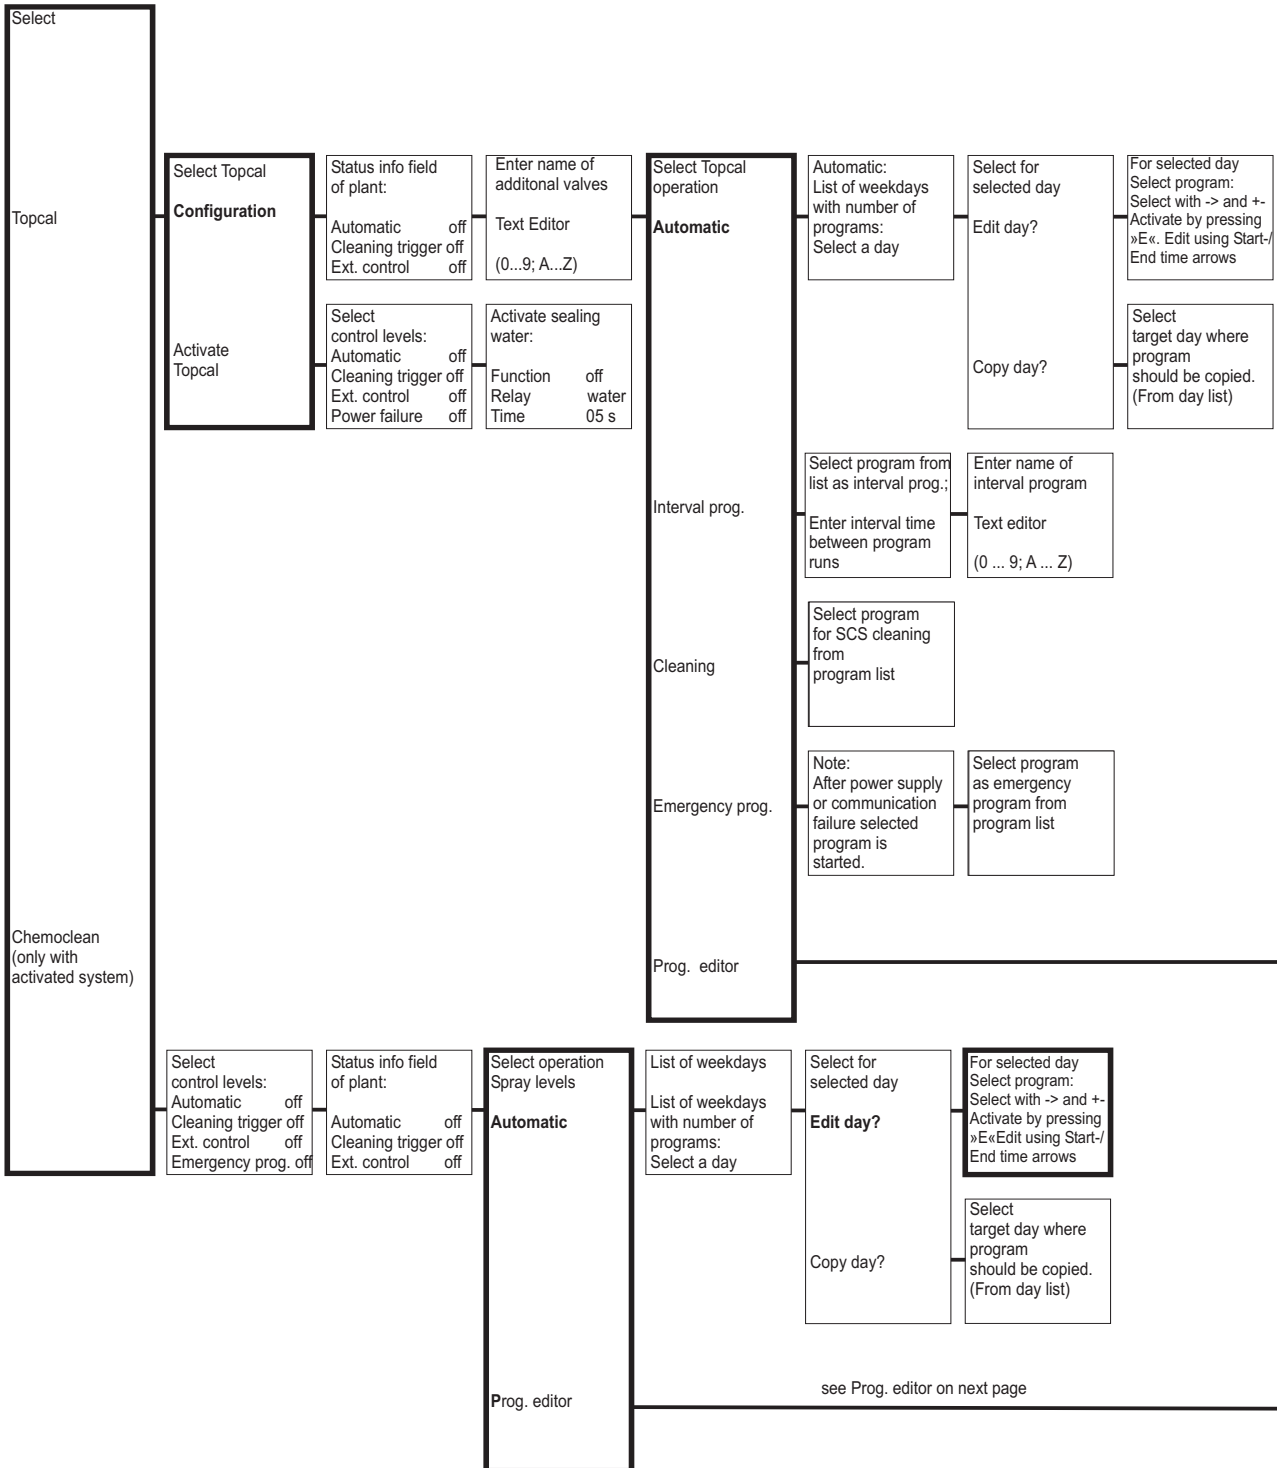 Select
Topcal
Chemoclean
(only with
activated system)
Select Topcal
Configuration
Activate
Topcal
Status info field
of plant:
Automatic off
Cleaning trigger off
Ext. control off
Enter name of
additonal valves
Text Editor
(0...9; A...Z)
Select
control levels:
Automatic off
Cleaning trigger off
Ext. control off
Power failure off
Activate sealing
water:
Function off
Relay water
Time 05 s
Select Topcal
operation
Automatic
Interval prog.
Cleaning
Emergency prog.
Prog. editor
Automatic:
List of weekdays
with number of
programs:
Select a day
Select for
selected day
Edit day?
Copy day?
For selected day
Select program:
Select with -> and +-
Activate by pressing
»E«. Edit using Start-/
End time arrows
Select
target day where
program
should be copied.
(From day list)
Select program from
list as interval prog.;
Enter interval time
between program
runs
Enter name of
interval program
Text editor
(0 ... 9; A ... Z)
Select program
for SCS cleaning
from
program list
Note:
After power supply
or communication
failure selected
program is
started.
Select program
as emergency
program from
program list
Select
control levels:
Automatic off
Cleaning trigger off
Ext. control off
Emergency prog. off
Status info field
of plant:
Automatic off
Cleaning trigger off
Ext. control off
Select operation
Spray levels
Automatic
Prog. editor
List of weekdays
List of weekdays
with number of
programs:
Select a day
Select for
selected day
Edit day?
Copy day?
For selected day
Select program:
Select with -> and +-
Activate by pressing
»E«Edit using Start-/
End time arrows
Select
target day where
program
should be copied.
(From day list)
see Prog. editor on next page